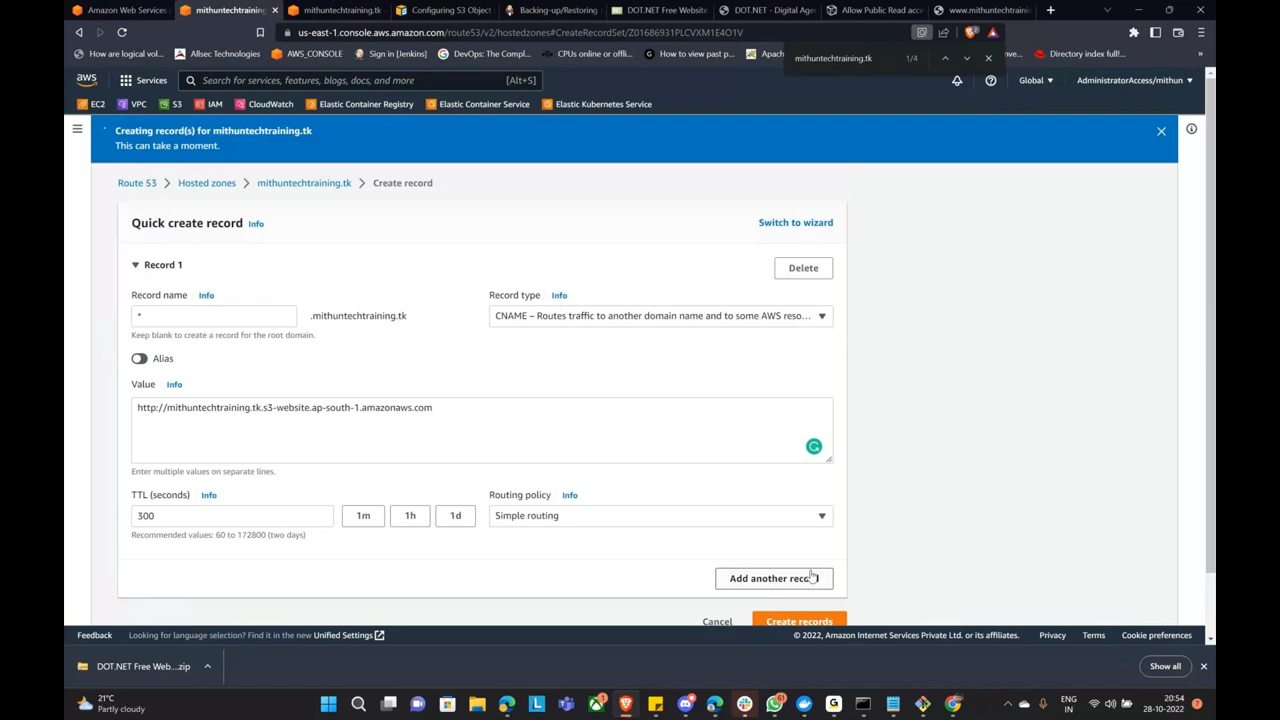 Amazon Web Services
mithuntechtraining
mithuntechtraining.tk
Configuring S3 Object
Backing-up/Restoring
DOT.NET Free Website
DOT.NET - Digital Agen
Allow Public Read acce
www.mithuntechtrainin
us-east-1.console.aws.amazon.com/route53/v2/hostedzones#CreateRecordSet/Z01686931PLCVXM1E4O1V
How are logical vol...
Allsec Technologies
AWS_CONSOLE
Sign in [Jenkins]
DevOps: The Compl...
CPUs online or offlin...
How to view past p...
Apach
Directory index full...
mithuntechtraining.tk 1/4
aws
Services
Search for services, features, blogs, docs, and more [Alt+S]
Global
AdministratorAccess/mithun
EC2
VPC
S3
IAM
CloudWatch
Elastic Container Registry
Elastic Container Service
Elastic Kubernetes Service
Creating record(s) for mithuntechtraining.tk
This can take a moment.
Route 53 > Hosted zones > mithuntechtraining.tk > Create record
Quick create record Info
Switch to wizard
Record 1
Delete
Record name Info
Record type Info
* .mithuntechtraining.tk
CNAME – Routes traffic to another domain name and to some AWS reso...
Keep blank to create a record for the root domain.
Alias
Value Info
http://mithuntechtraining.tk.s3-website.ap-south-1.amazonaws.com
Enter multiple values on separate lines.
TTL (seconds) Info
Routing policy Info
300
1m
1h
1d
Simple routing
Recommended values: 60 to 172800 (two days)
Add another record
Cancel
Create records
Feedback
Looking for language selection? Find it in the new Unified Settings
© 2022, Amazon Internet Services Private Ltd. or its affiliates.
Privacy
Terms
Cookie preferences
DOT.NET Free Web....zip
Show all
21°C
Partly cloudy
ENG
IN
20:54
28-10-2022